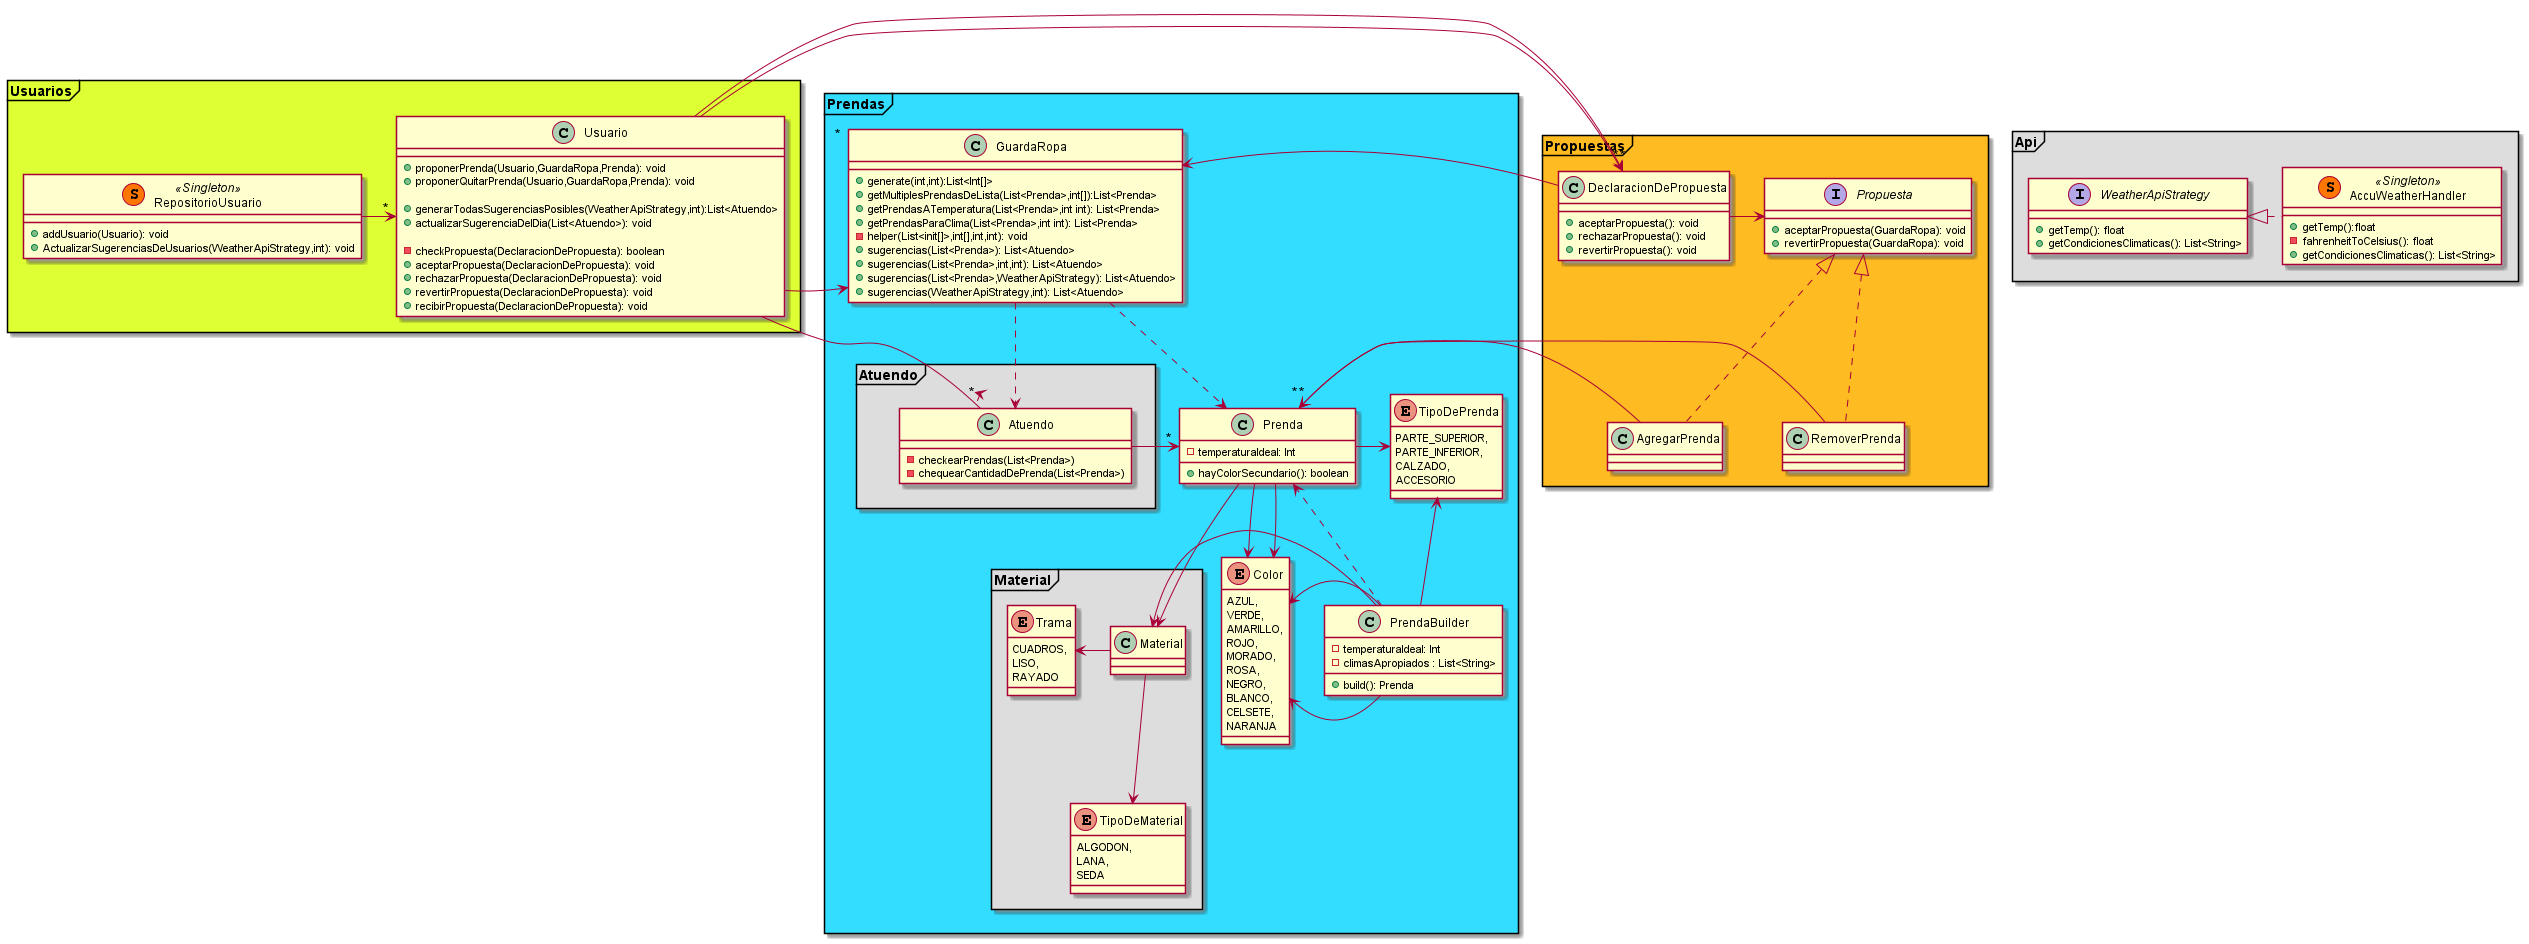 Usuarios
«Singleton»
RepositorioUsuario
addUsuario(Usuario): void
ActualizarSugerenciasDeUsuarios(WeatherApiStrategy,int): void
*
Usuario
proponerPrenda(Usuario,GuardaRopa,Prenda): void
proponerQuitarPrenda(Usuario,GuardaRopa,Prenda): void
generarTodasSugerenciasPosibles(WeatherApiStrategy,int):List<Atuendo>
actualizarSugerenciaDelDia(List<Atuendo>): void
checkPropuesta(DeclaracionDePropuesta): boolean
aceptarPropuesta(DeclaracionDePropuesta): void
rechazarPropuesta(DeclaracionDePropuesta): void
revertirPropuesta(DeclaracionDePropuesta): void
recibirPropuesta(DeclaracionDePropuesta): void
Prendas
*
GuardaRopa
generate(int,int):List<Int[]>
getMultiplesPrendasDeLista(List<Prenda>,int[]):List<Prenda>
getPrendasATemperatura(List<Prenda>,int int): List<Prenda>
getPrendasParaClima(List<Prenda>,int int): List<Prenda>
helper(List<init[]>,int[],int,int): void
sugerencias(List<Prenda>): List<Atuendo>
sugerencias(List<Prenda>,int,int): List<Atuendo>
sugerencias(List<Prenda>,WeatherApiStrategy): List<Atuendo>
sugerencias(WeatherApiStrategy,int): List<Atuendo>
Atuendo
*
Atuendo
checkearPrendas(List<Prenda>)
chequearCantidadDePrenda(List<Prenda>)
*
**
Prenda
temperaturaIdeal: Int
hayColorSecundario(): boolean
TipoDePrenda
PARTE_SUPERIOR,
PARTE_INFERIOR,
CALZADO,
ACCESORIO
Material
Trama
CUADROS,
LISO,
RAYADO
Material
Color
AZUL,
VERDE,
AMARILLO,
ROJO,
MORADO,
ROSA,
NEGRO,
BLANCO,
CELSETE,
NARANJA
PrendaBuilder
temperaturaIdeal: Int
climasApropiados : List<String>
build(): Prenda
TipoDeMaterial
ALGODON,
LANA,
SEDA
Propuestas
DeclaracionDePropuesta
aceptarPropuesta(): void
rechazarPropuesta(): void
revertirPropuesta(): void
Propuesta
aceptarPropuesta(GuardaRopa): void
revertirPropuesta(GuardaRopa): void
AgregarPrenda
RemoverPrenda
Api
WeatherApiStrategy
getTemp(): float
getCondicionesClimaticas(): List<String>
«Singleton»
AccuWeatherHandler
getTemp():float
fahrenheitToCelsius(): float
getCondicionesClimaticas(): List<String>